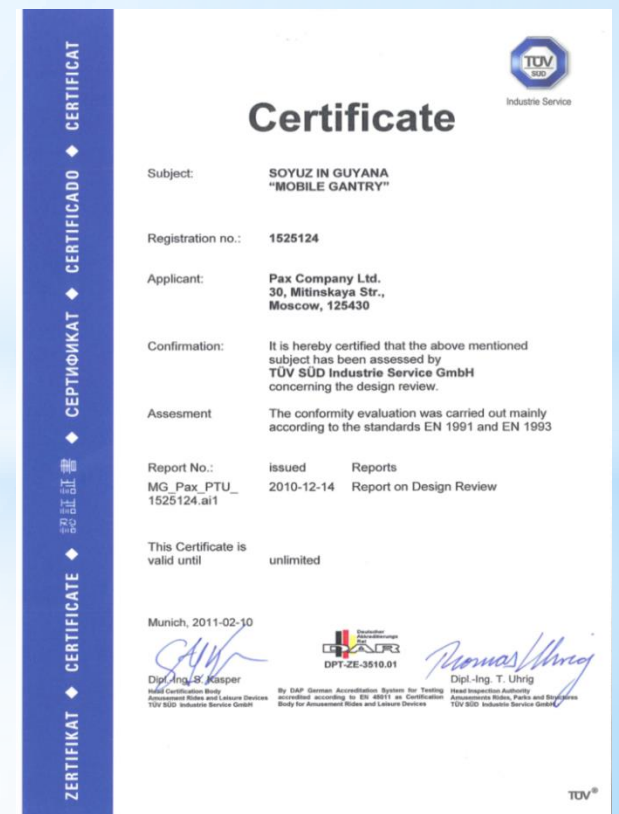 ZERTIFIKAT ◆ CERTIFICATE ◆ 認証証書 ◆ СЕРТИФИКАТ ◆ CERTIFICADO ◆ CERTIFICAT
TÜV
SÜD
Industrie Service
Certificate
Subject: SOYUZ IN GUYANA
“MOBILE GANTRY”
Registration no.: 1525124
Applicant: Pax Company Ltd.
30, Mitinskaya Str.,
Moscow, 125430
Confirmation: It is hereby certified that the above mentioned
subject has been assessed by
TÜV SÜD Industrie Service GmbH
concerning the design review.
Assesment The conformity evaluation was carried out mainly
according to the standards EN 1991 and EN 1993
Report No.: issued Reports
MG_Pax_PTU_ 2010-12-14 Report on Design Review
1525124.ai1
This Certificate is
valid until unlimited
Munich, 2011-02-10
Deutscher
Akkreditierungs
Rat
DAR
DPT-ZE-3510.01
Dipl.-Ing. S. Kasper
Head Certification Body
Amusement Rides and Leisure Devices
TÜV SÜD Industrie Service GmbH
By DAP German Accreditation System for Testing
accredited according to EN 45011 as Certification
Body for Amusement Rides and Leisure Devices
Thomas Uhrig
Dipl.-Ing. T. Uhrig
Head Inspection Authority
Amusements Rides, Parks and Structures
TÜV SÜD Industrie Service GmbH
TÜV®